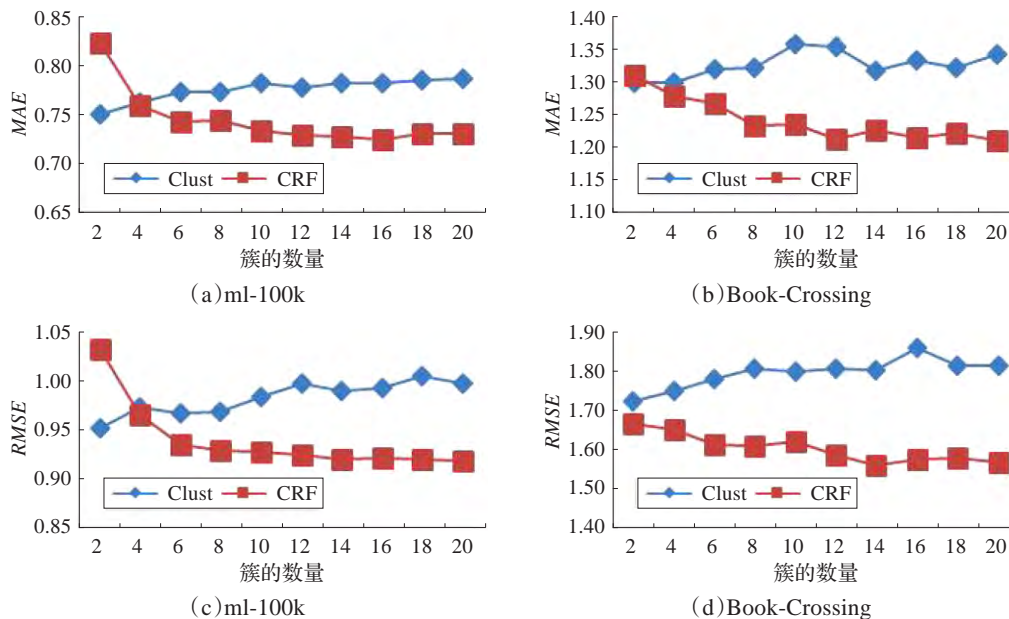 0.85
0.80
0.75
0.70
0.65
MAE
Clust CRF
2 4 6 8 10 12 14 16 18 20
簇的数量
(a)ml-100k
1.40
1.35
1.30
1.25
1.20
1.15
1.10
MAE
Clust CRF
2 4 6 8 10 12 14 16 18 20
簇的数量
(b)Book-Crossing
1.05
1.00
0.95
0.90
0.85
RMSE
Clust CRF
2 4 6 8 10 12 14 16 18 20
簇的数量
(c)ml-100k
1.90
1.80
1.70
1.60
1.50
1.40
RMSE
Clust CRF
2 4 6 8 10 12 14 16 18 20
簇的数量
(d)Book-Crossing